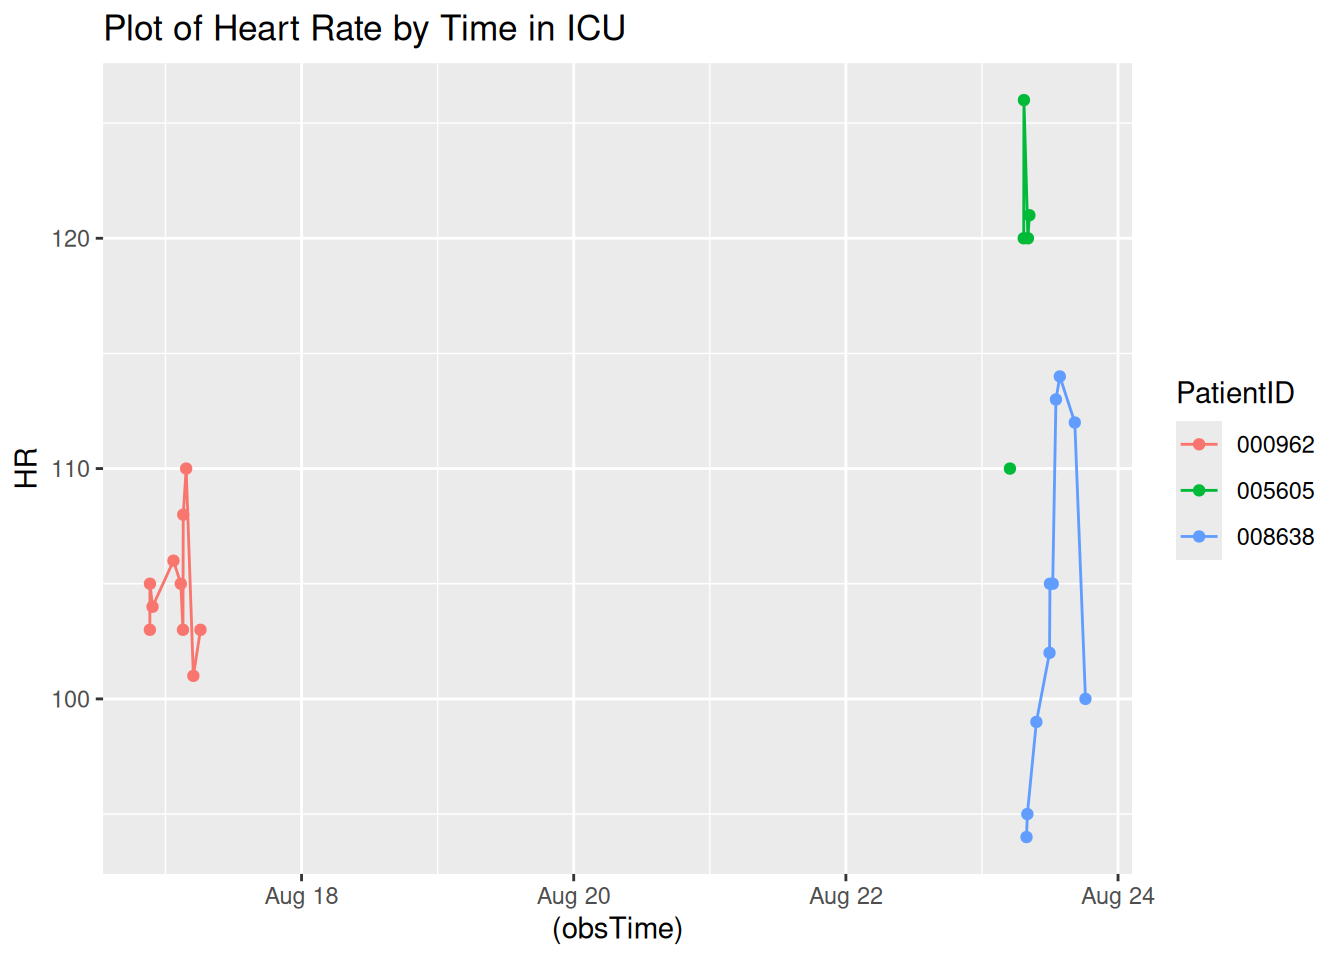 Plot of Heart Rate by Time in ICU
HR
120
110
100
Aug 18
Aug 20
Aug 22
Aug 24
(obsTime)
PatientID
000962
005605
008638